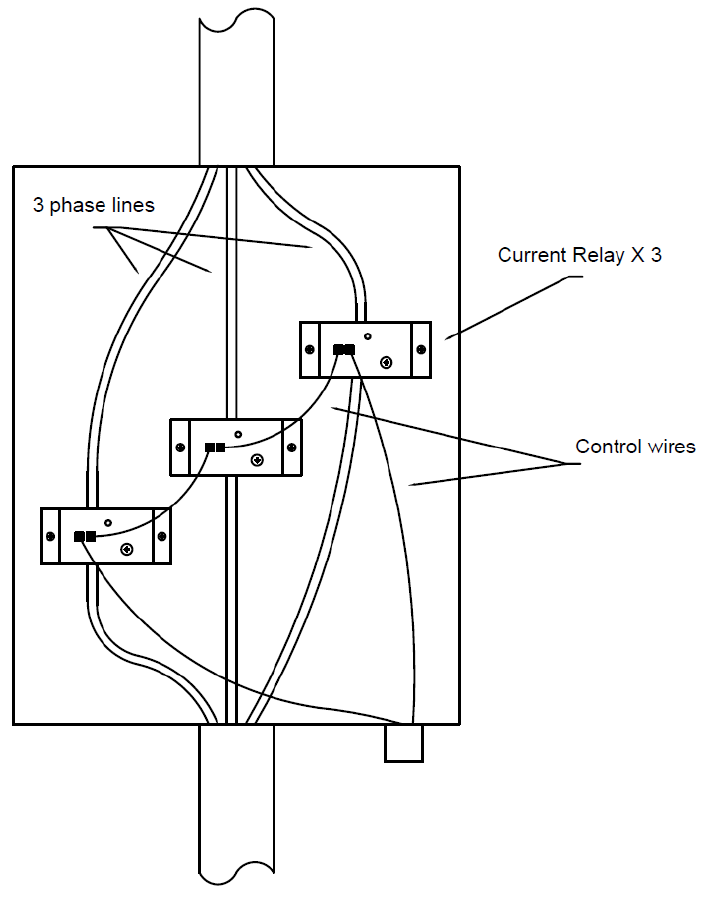 3 phase lines
Current Relay X 3
Control wires